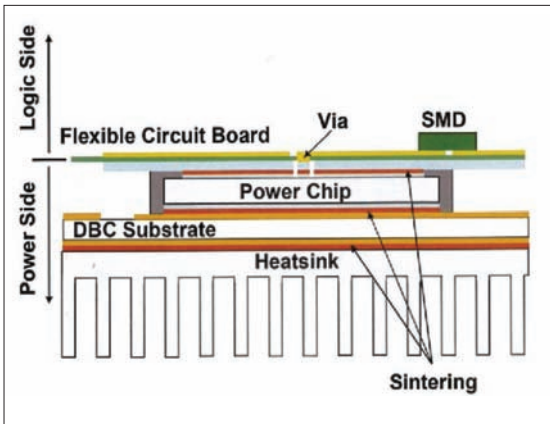 Logic Side
Via
SMD
Flexible Circuit Board
Power Chip
Power Side
DBC Substrate
Heatsink
Sintering